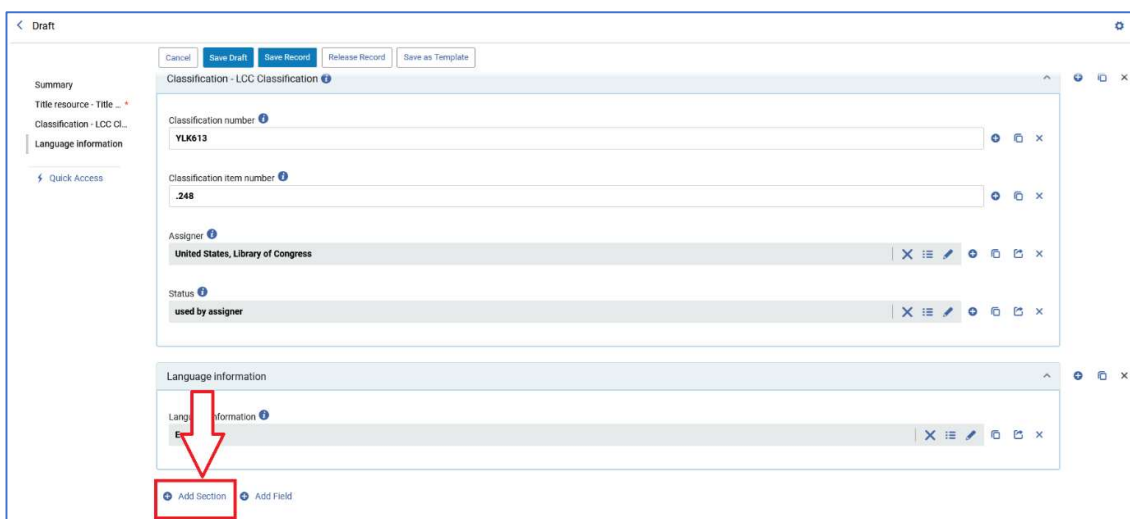 Draft
Cancel Save Draft Save Record Release Record Save as Template
Summary
Title resource - Title ... *
Classification - LCC Cl...
Language information
Quick Access
Classification - LCC Classification
Classification number
YLK613
Classification item number
.248
Assigner
United States, Library of Congress
Status
used by assigner
Language information
Add Section Add Field